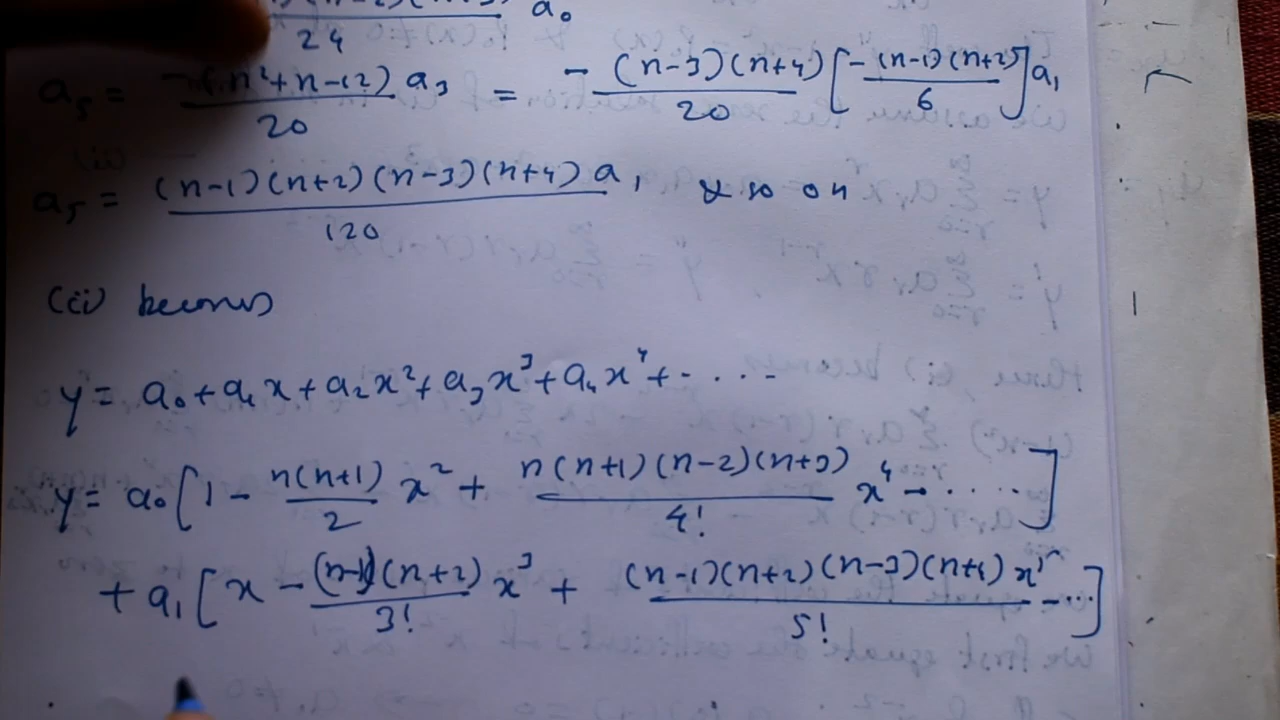 24 a₀
a₅ = -(n²+n-12) a₃ / 20 = - (n-3)(n+4) / 20 [ -(n-1)(n+2) / 6 ] a₁
a₅ = (n-1)(n+2)(n-3)(n+4) a₁ / 120 & so on
(ii) becomes
y = a₀ + a₁x + a₂x² + a₃x³ + a₄x⁴ + - . . . -
y = a₀ [ 1 - n(n+1) / 2 x² + n(n+1)(n-2)(n+3) / 4! x⁴ - . . . . ]
+ a₁ [ x - (n-1)(n+2) / 3! x³ + (n-1)(n+2)(n-3)(n+4) x⁵ / 5! - ... ]